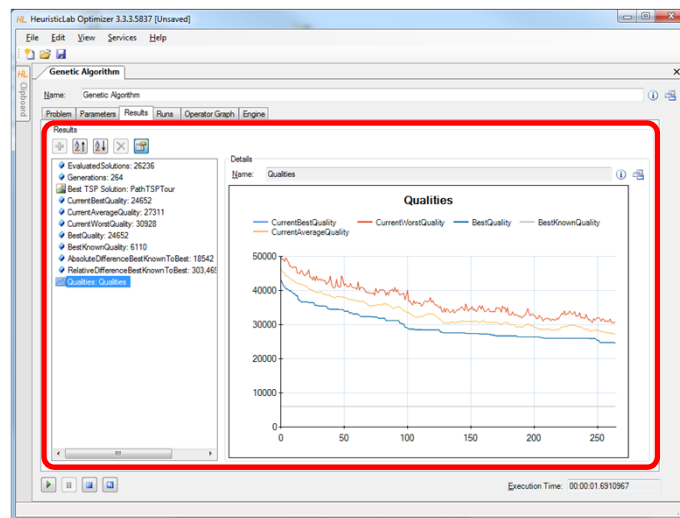 HL HeuristicLab Optimizer 3.3.3.5837 [Unsaved]
File Edit View Services Help
HL
Clipboard
Genetic Algorithm
Name: Genetic Algorithm
Problem Parameters Results Runs Operator Graph Engine
Results
EvaluatedSolutions: 26236
Generations: 264
Best TSP Solution: PathTSPTour
CurrentBestQuality: 24652
CurrentAverageQuality: 27311
CurrentWorstQuality: 30928
BestQuality: 24652
BestKnownQuality: 6110
AbsoluteDifferenceBestKnownToBest: 18542
RelativeDifferenceBestKnownToBest: 303,465
Qualities: Qualities
Details
Name: Qualities
Qualities
CurrentBestQuality CurrentWorstQuality BestQuality BestKnownQuality
CurrentAverageQuality
50000
40000
30000
20000
10000
0
0 50 100 150 200 250
Execution Time: 00:00:01.6910967